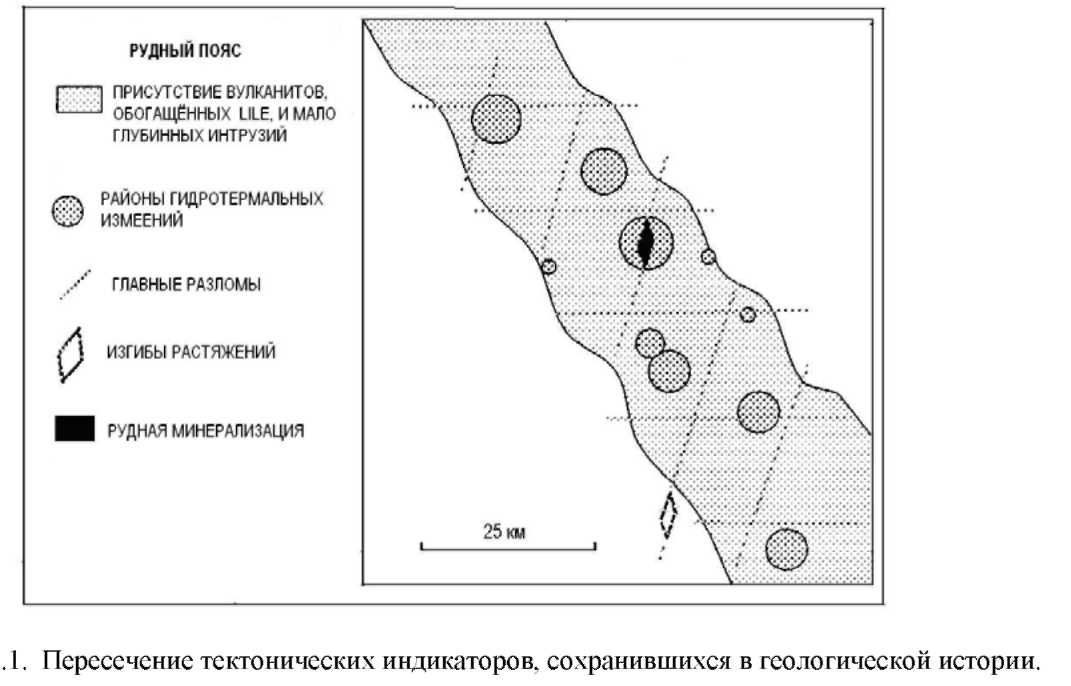 РУДНЫЙ ПОЯС
ПРИСУТСТВИЕ ВУЛКАНИТОВ,
ОБОГАЩЁННЫХ LILE, И МАЛО
ГЛУБИННЫХ ИНТРУЗИЙ
РАЙОНЫ ГИДРОТЕРМАЛЬНЫХ
ИЗМЕЕНИЙ
ГЛАВНЫЕ РАЗЛОМЫ
ИЗГИБЫ РАСТЯЖЕНИЙ
РУДНАЯ МИНЕРАЛИЗАЦИЯ
25 км
.1. Пересечение тектонических индикаторов, сохранившихся в геологической истории.